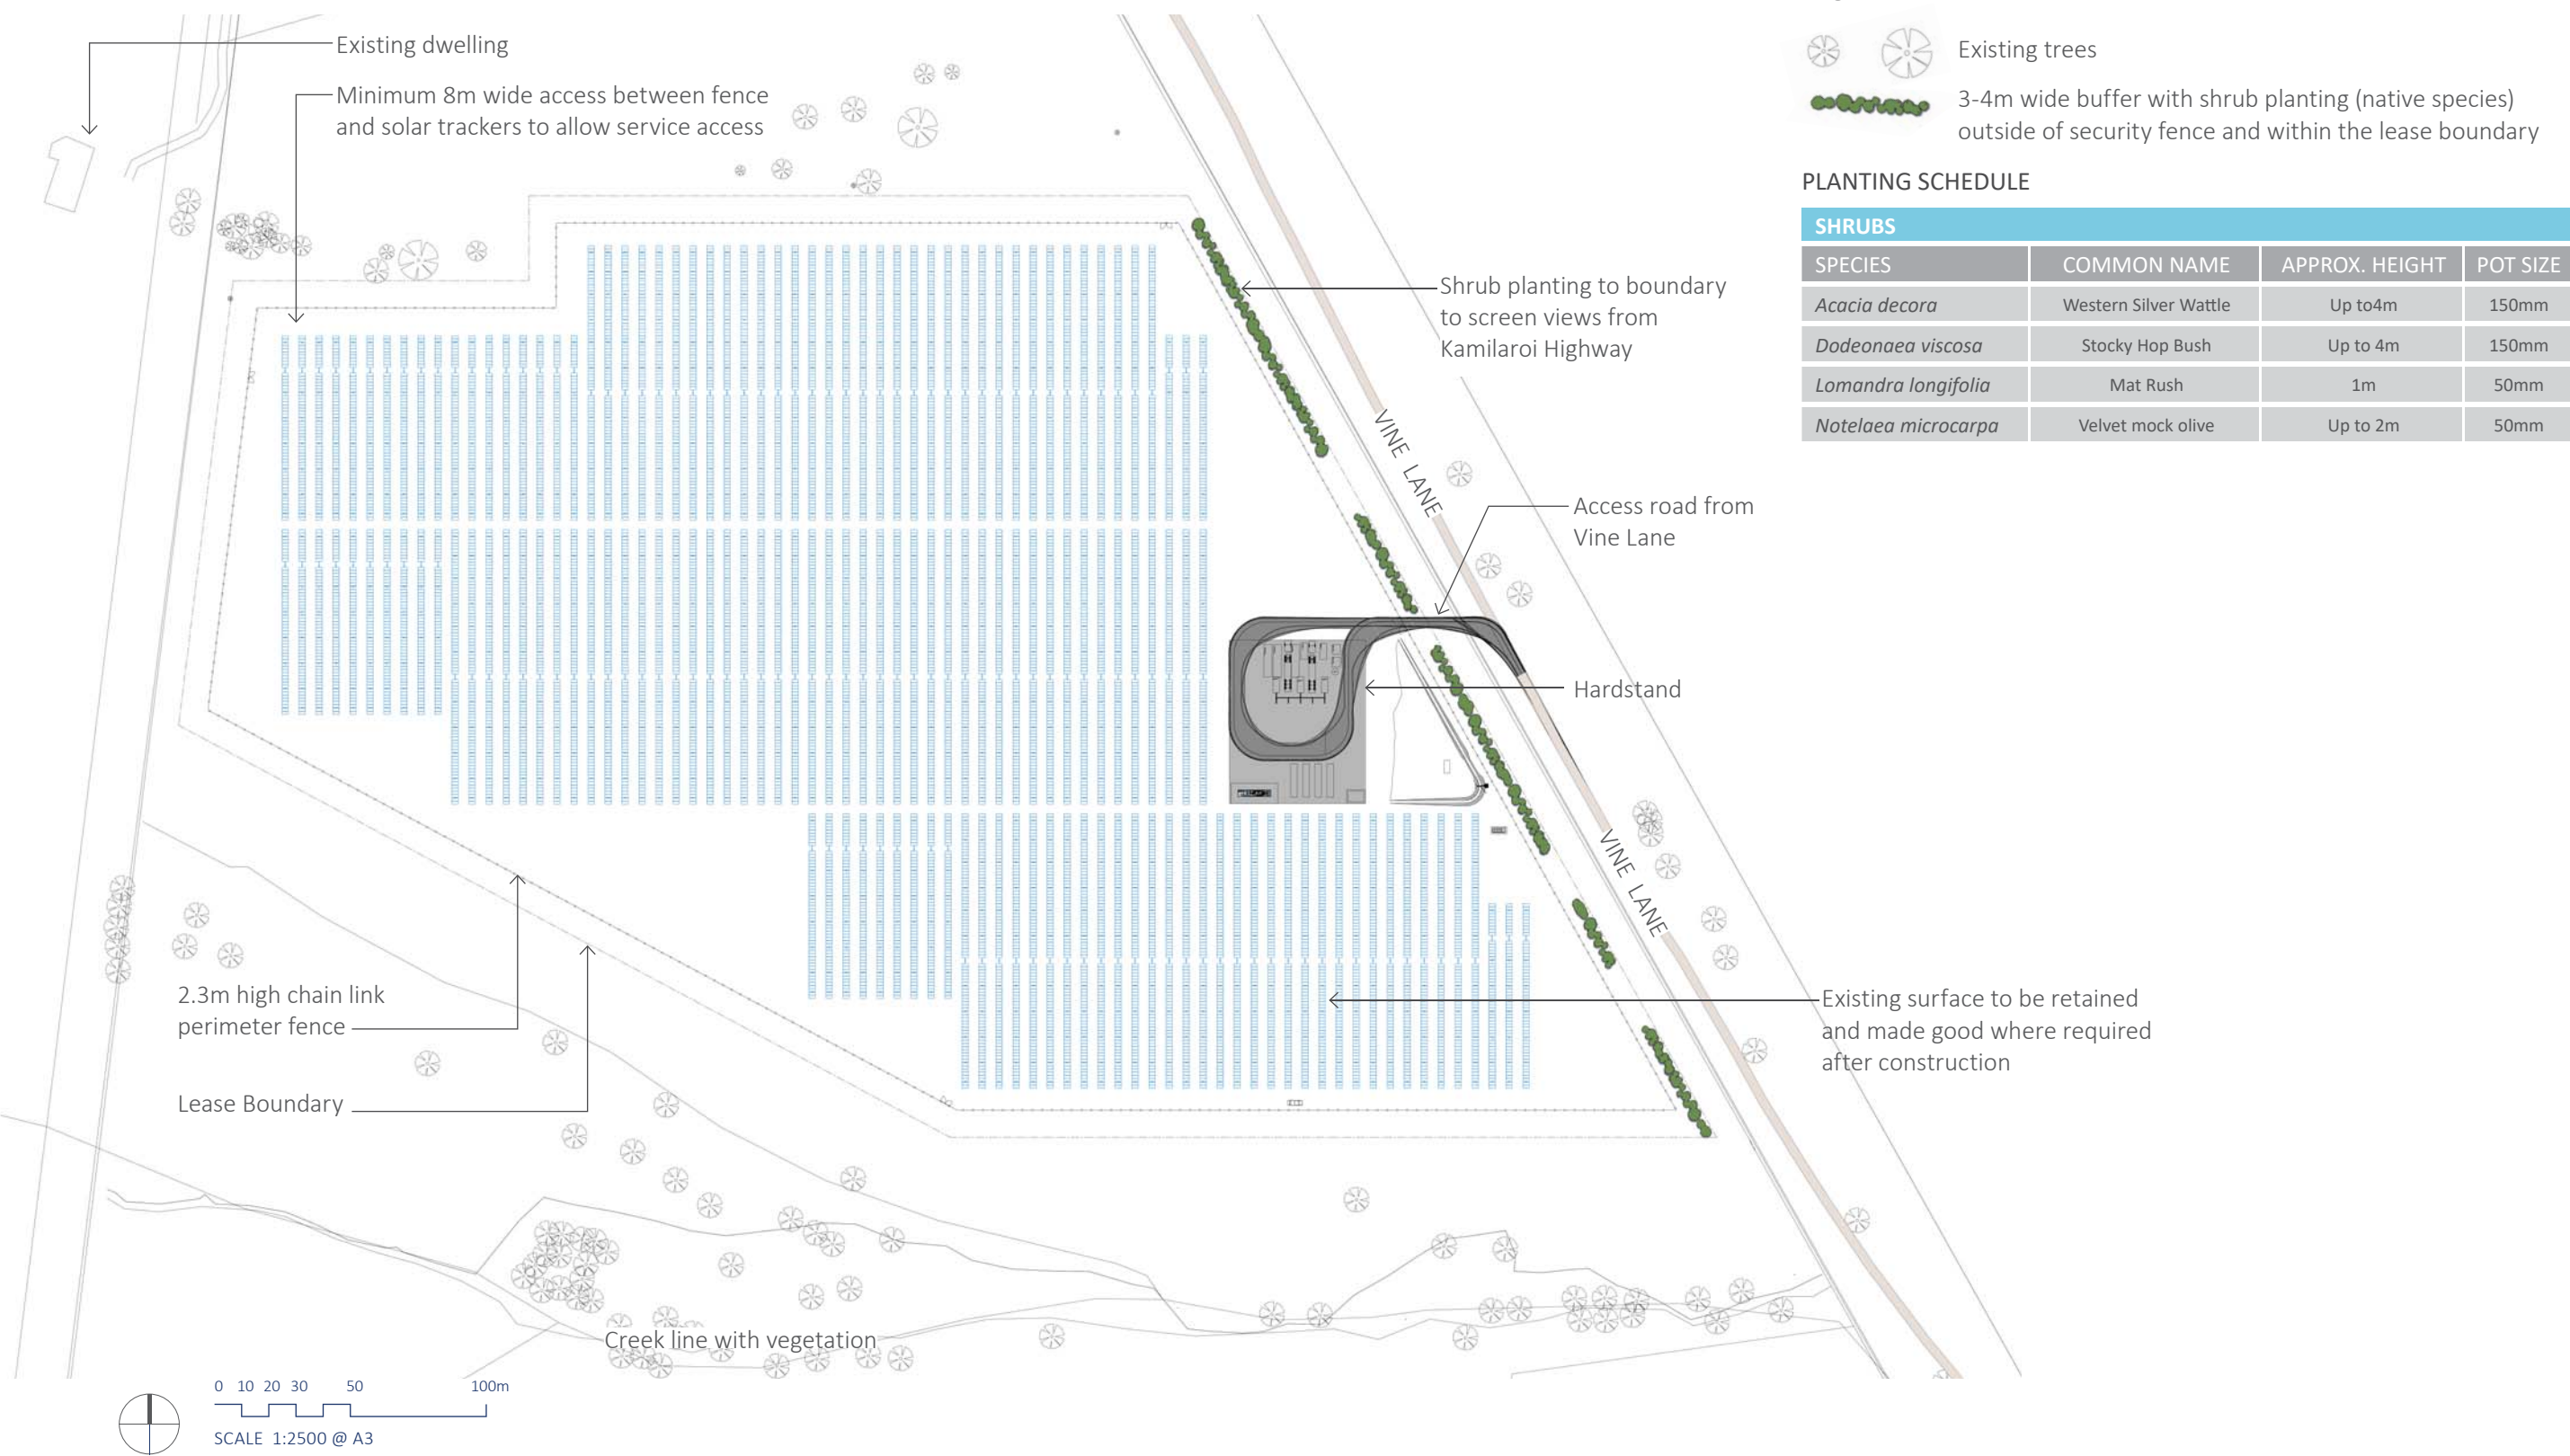 Existing dwelling
Minimum 8m wide access between fence
and solar trackers to allow service access
Existing trees
3-4m wide buffer with shrub planting (native species)
outside of security fence and within the lease boundary
PLANTING SCHEDULE
SHRUBS
SPECIES COMMON NAME APPROX. HEIGHT POT SIZE
Acacia decora Western Silver Wattle Up to4m 150mm
Dodeonaea viscosa Stocky Hop Bush Up to 4m 150mm
Lomandra longifolia Mat Rush 1m 50mm
Notelaea microcarpa Velvet mock olive Up to 2m 50mm
Shrub planting to boundary
to screen views from
Kamilaroi Highway
VINE LANE
Access road from
Vine Lane
Hardstand
VINE LANE
2.3m high chain link
perimeter fence
Existing surface to be retained
and made good where required
after construction
Lease Boundary
Creek line with vegetation
0 10 20 30 50 100m
SCALE 1:2500 @ A3